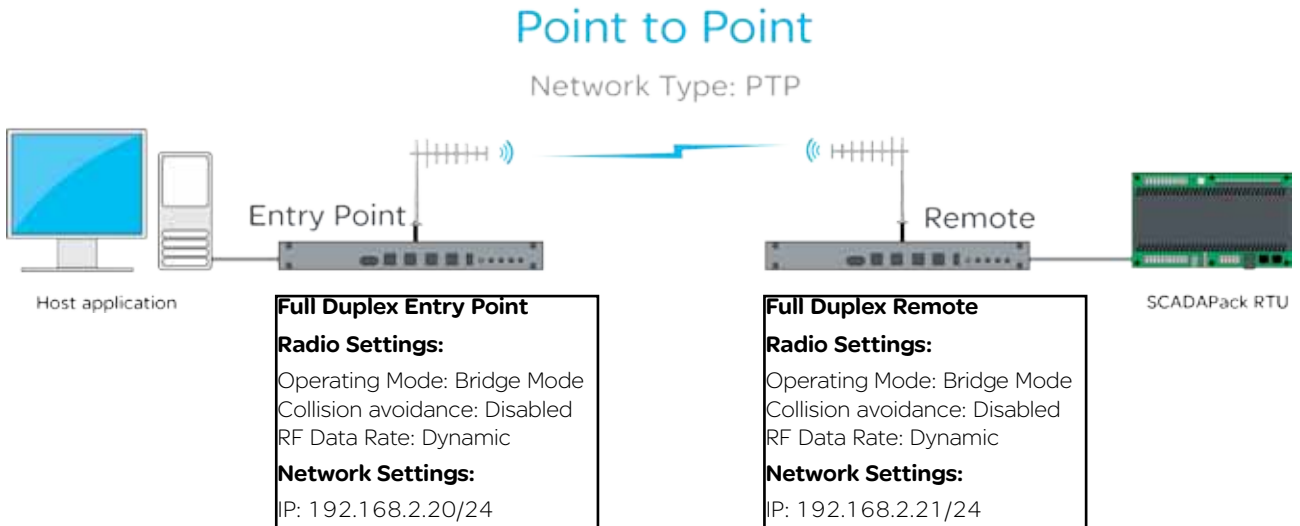 Point to Point
Network Type: PTP
Entry Point
Remote
Host application
SCADAPack RTU
Full Duplex Entry Point
Radio Settings:
Operating Mode: Bridge Mode
Collision avoidance: Disabled
RF Data Rate: Dynamic
Network Settings:
IP: 192.168.2.20/24
Full Duplex Remote
Radio Settings:
Operating Mode: Bridge Mode
Collision avoidance: Disabled
RF Data Rate: Dynamic
Network Settings:
IP: 192.168.2.21/24